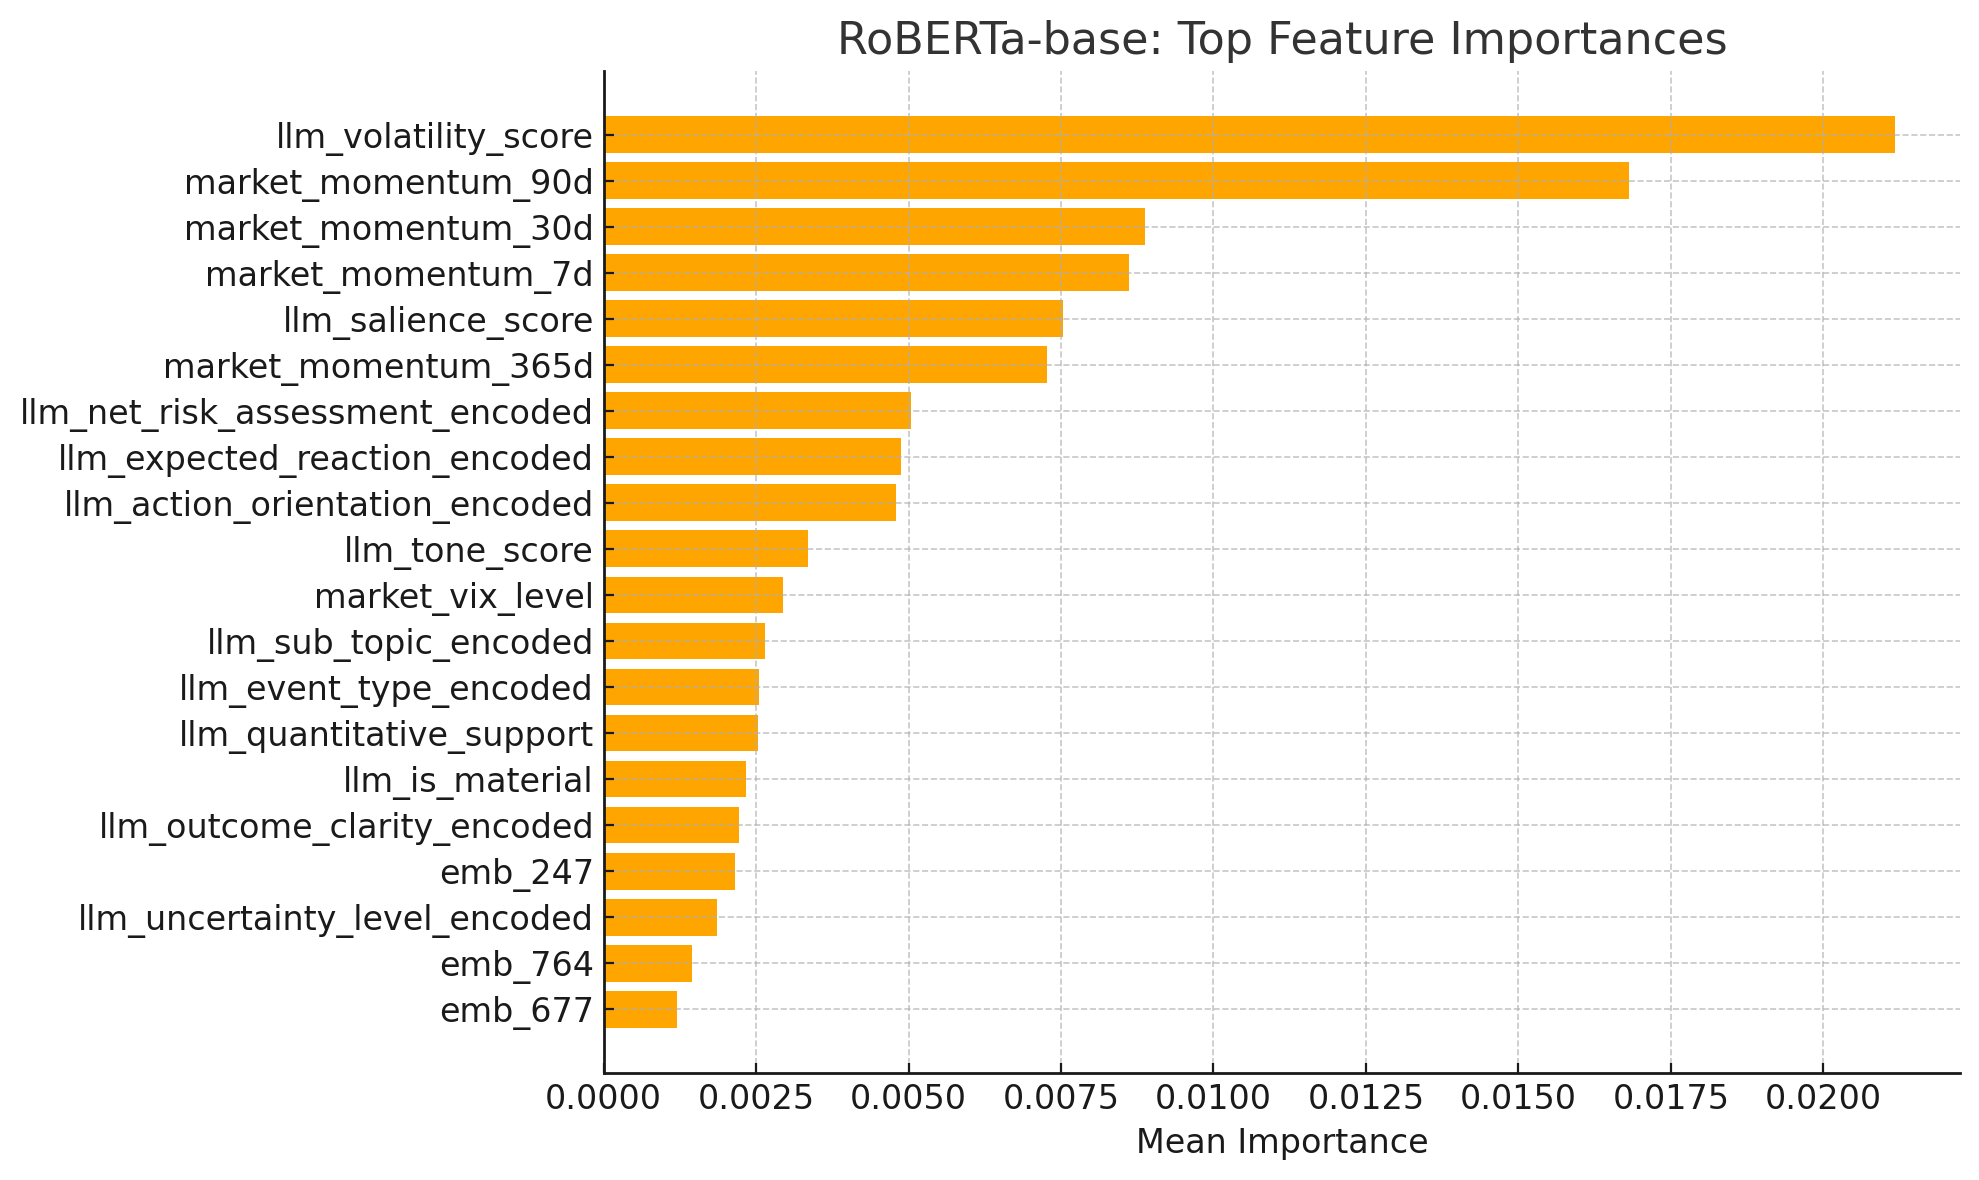 RoBERTa-base: Top Feature Importances
llm_volatility_score
market_momentum_90d
market_momentum_30d
market_momentum_7d
llm_salience_score
market_momentum_365d
llm_net_risk_assessment_encoded
llm_expected_reaction_encoded
llm_action_orientation_encoded
llm_tone_score
market_vix_level
llm_sub_topic_encoded
llm_event_type_encoded
llm_quantitative_support
llm_is_material
llm_outcome_clarity_encoded
emb_247
llm_uncertainty_level_encoded
emb_764
emb_677
0.0000 0.0025 0.0050 0.0075 0.0100 0.0125 0.0150 0.0175 0.0200
Mean Importance